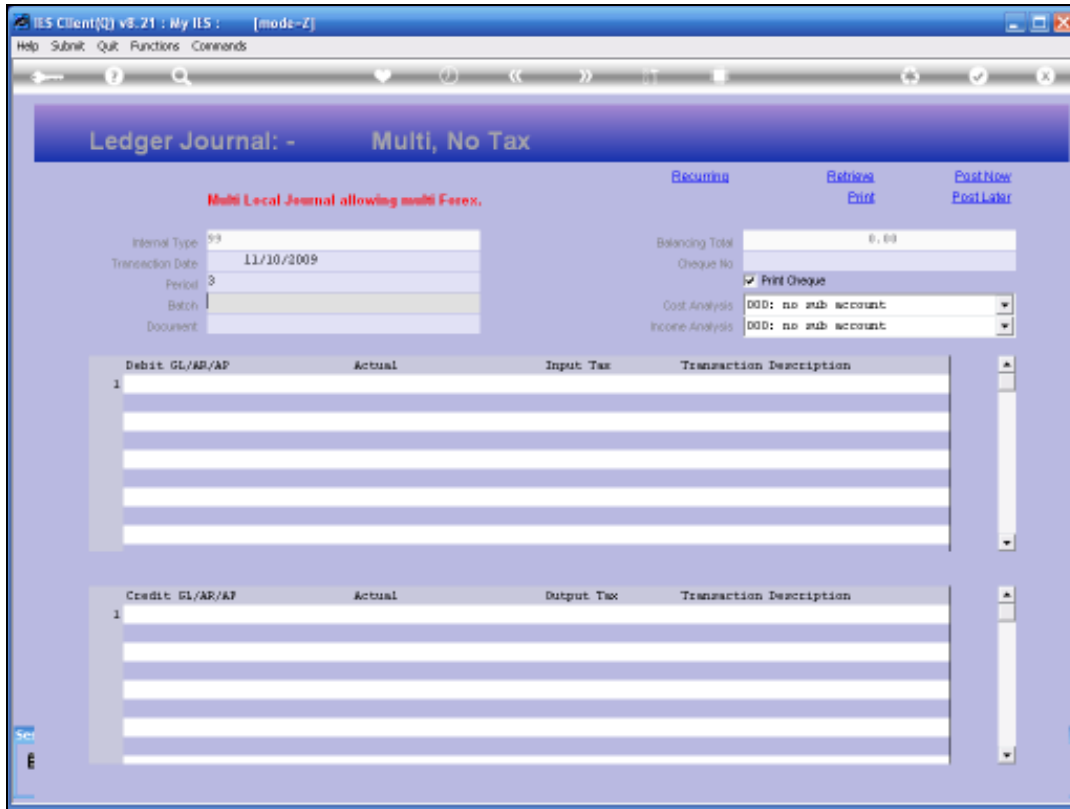 IES Client(Q) v8.21 : My IES : [mode-Z]
Help Submit Quit Functions Commands
Ledger Journal: - Multi, No Tax
Recurring Retrieve Post Now
Multi Local Journal allowing multi Forex. Print Post Later
Internal Type 99 Balancing Total 0.00
Transaction Date 11/10/2009 Cheque No
Period 3 Print Cheque
Batch Cost Analysis 000: no sub account
Document Income Analysis 000: no sub account
Debit GL/AR/AP Actual Input Tax Transaction Description
1
Credit GL/AR/AP Actual Output Tax Transaction Description
1